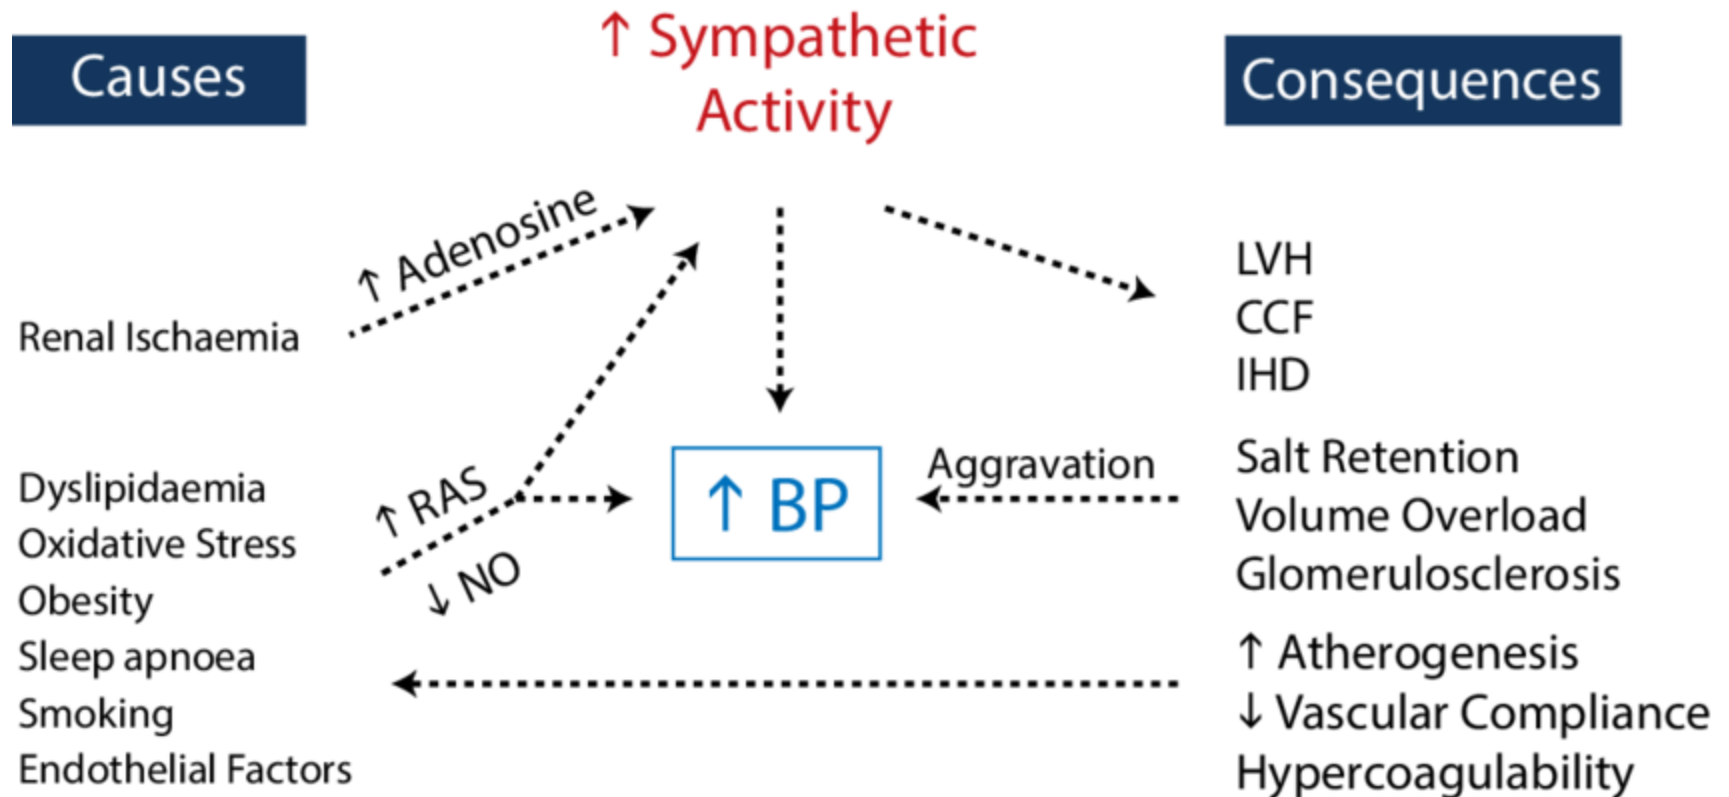 Causes
↑ Sympathetic
Activity
Consequences
↑ Adenosine
Renal Ischaemia
Dyslipidaemia
Oxidative Stress
Obesity
Sleep apnoea
Smoking
Endothelial Factors
↑ RAS
↓ NO
↑ BP
Aggravation
LVH
CCF
IHD
Salt Retention
Volume Overload
Glomerulosclerosis
↑ Atherogenesis
↓ Vascular Compliance
Hypercoagulability